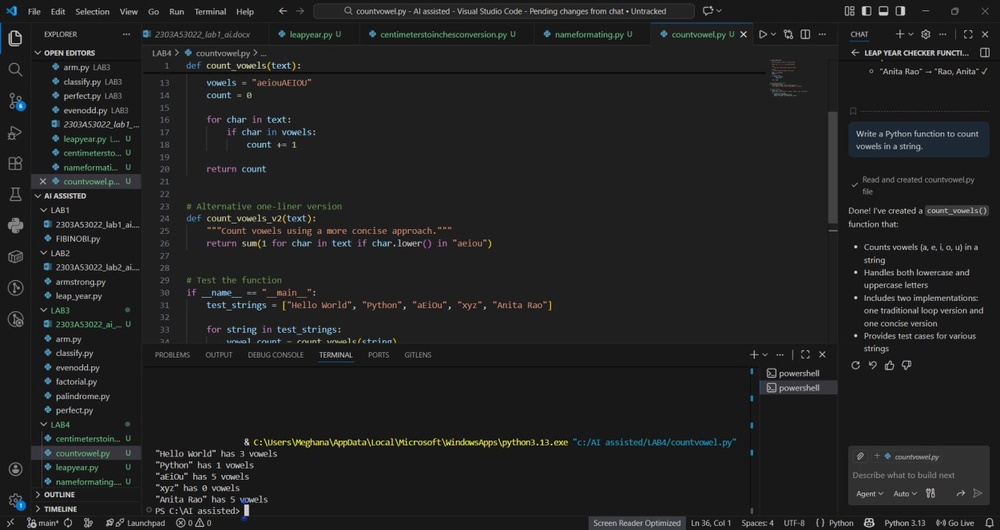 File Edit Selection View Go Run Terminal Help
countvowel.py - AI assisted - Visual Studio Code - Pending changes from chat • Untracked
EXPLORER
OPEN EDITORS
arm.py LAB3
classify.py LAB3
perfect.py LAB3
evenodd.py LAB3
2303A53022_lab1_...
leapyear.py L... U
centimetersto... U
nameformati... U
countvowel.p... U
AI ASSISTED
LAB1
2303A53022_lab1_ai....
FIBINOBI.py
LAB2
2303A53022_lab2_ai....
armstrong.py
leap_year.py
LAB3
2303A53022_ai_... U
arm.py
classify.py
evenodd.py
factorial.py
palindrome.py
perfect.py
LAB4
centimeterstoin... U
countvowel.py U
leapyear.py U
nameformating.... U
OUTLINE
TIMELINE
2303A53022_lab1_ai.docx leapyear.py U centimeterstoinchesconversion.py U nameformating.py U countvowel.py U
LAB4 > countvowel.py > ...
1 def count_vowels(text):
13 vowels = "aeiouAEIOU"
14 count = 0
15
16 for char in text:
17 if char in vowels:
18 count += 1
19
20 return count
21
22
23 # Alternative one-liner version
24 def count_vowels_v2(text):
25 """Count vowels using a more concise approach."""
26 return sum(1 for char in text if char.lower() in "aeiou")
27
28
29 # Test the function
30 if __name__ == "__main__":
31 test_strings = ["Hello World", "Python", "aEiOu", "xyz", "Anita Rao"]
32
33 for string in test_strings:
34 vowel_count = count_vowels(string)
PROBLEMS OUTPUT DEBUG CONSOLE TERMINAL PORTS GITLENS
& C:\Users\Meghana\AppData\Local\Microsoft\WindowsApps\python3.13.exe "c:/AI assisted/LAB4/countvowel.py"
"Hello World" has 3 vowels
"Python" has 1 vowels
"aEiOu" has 5 vowels
"xyz" has 0 vowels
"Anita Rao" has 5 vowels
PS C:\AI assisted>
powershell
powershell
CHAT
LEAP YEAR CHECKER FUNCTI...
"Anita Rao" → "Rao, Anita" ✓
Write a Python function to count
vowels in a string.
Read and created countvowel.py
file
Done! I've created a count_vowels()
function that:
• Counts vowels (a, e, i, o, u) in a
string
• Handles both lowercase and
uppercase letters
• Includes two implementations:
one traditional loop version and
one concise version
• Provides test cases for various
strings
countvowel.py
Describe what to build next
Agent Auto
main* Launchpad 0 0 Screen Reader Optimized Ln 36, Col 1 Spaces: 4 UTF-8 {} Python Python 3.13 Go Live
6
1